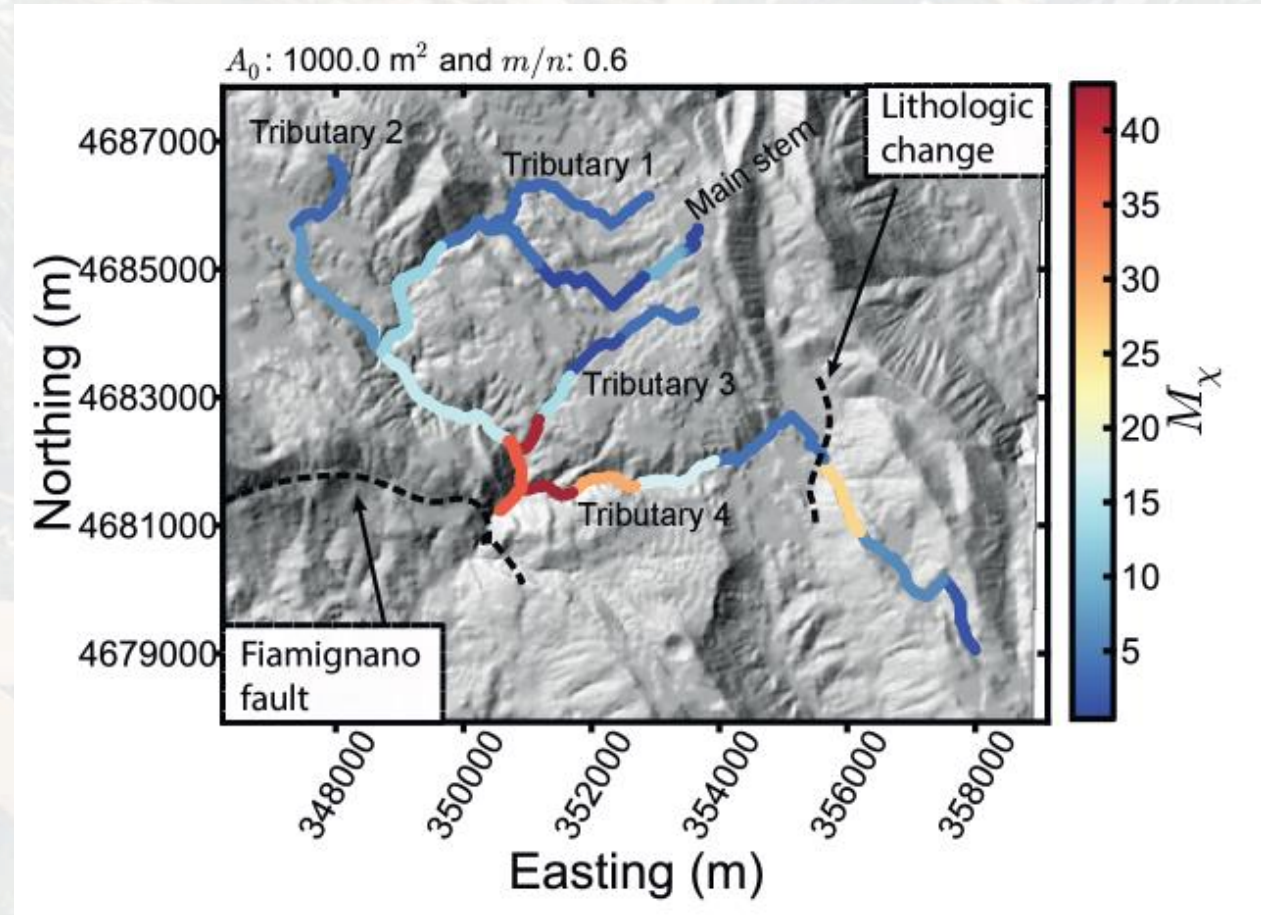 A₀: 1000.0 m² and m/n: 0.6
Lithologic
change
Tributary 2
Tributary 1
Main stem
Tributary 3
Tributary 4
Fiamignano
fault
4687000
4685000
4683000
4681000
4679000
Northing (m)
348000
350000
352000
354000
356000
358000
Easting (m)
40
35
30
25
20
15
10
5
Mχ